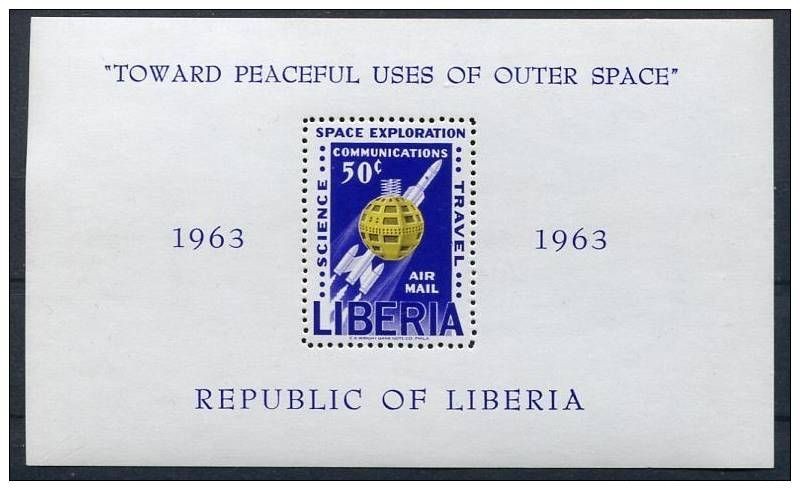 "TOWARD PEACEFUL USES OF OUTER SPACE"
SPACE EXPLORATION
COMMUNICATIONS
50¢
SCIENCE
TRAVEL
1963
1963
AIR
MAIL
LIBERIA
REPUBLIC OF LIBERIA